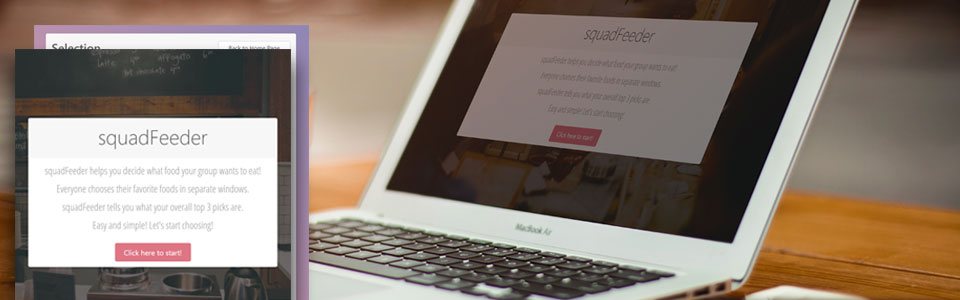 Selection
Back to Home Page
latte
affogato 6
hot chocolate
squadFeeder
squadFeeder helps you decide what food your group wants to eat!
Everyone chooses their favorite foods in separate windows.
squadFeeder tells you what your overall top 3 picks are.
Easy and simple! Let's start choosing!
Click here to start!
squadFeeder
squadFeeder helps you decide what food your group wants to eat!
Everyone chooses their favorite foods in separate windows.
squadFeeder tells you what your overall top 3 picks are.
Easy and simple! Let's start choosing!
Click here to start!
MacBook Air